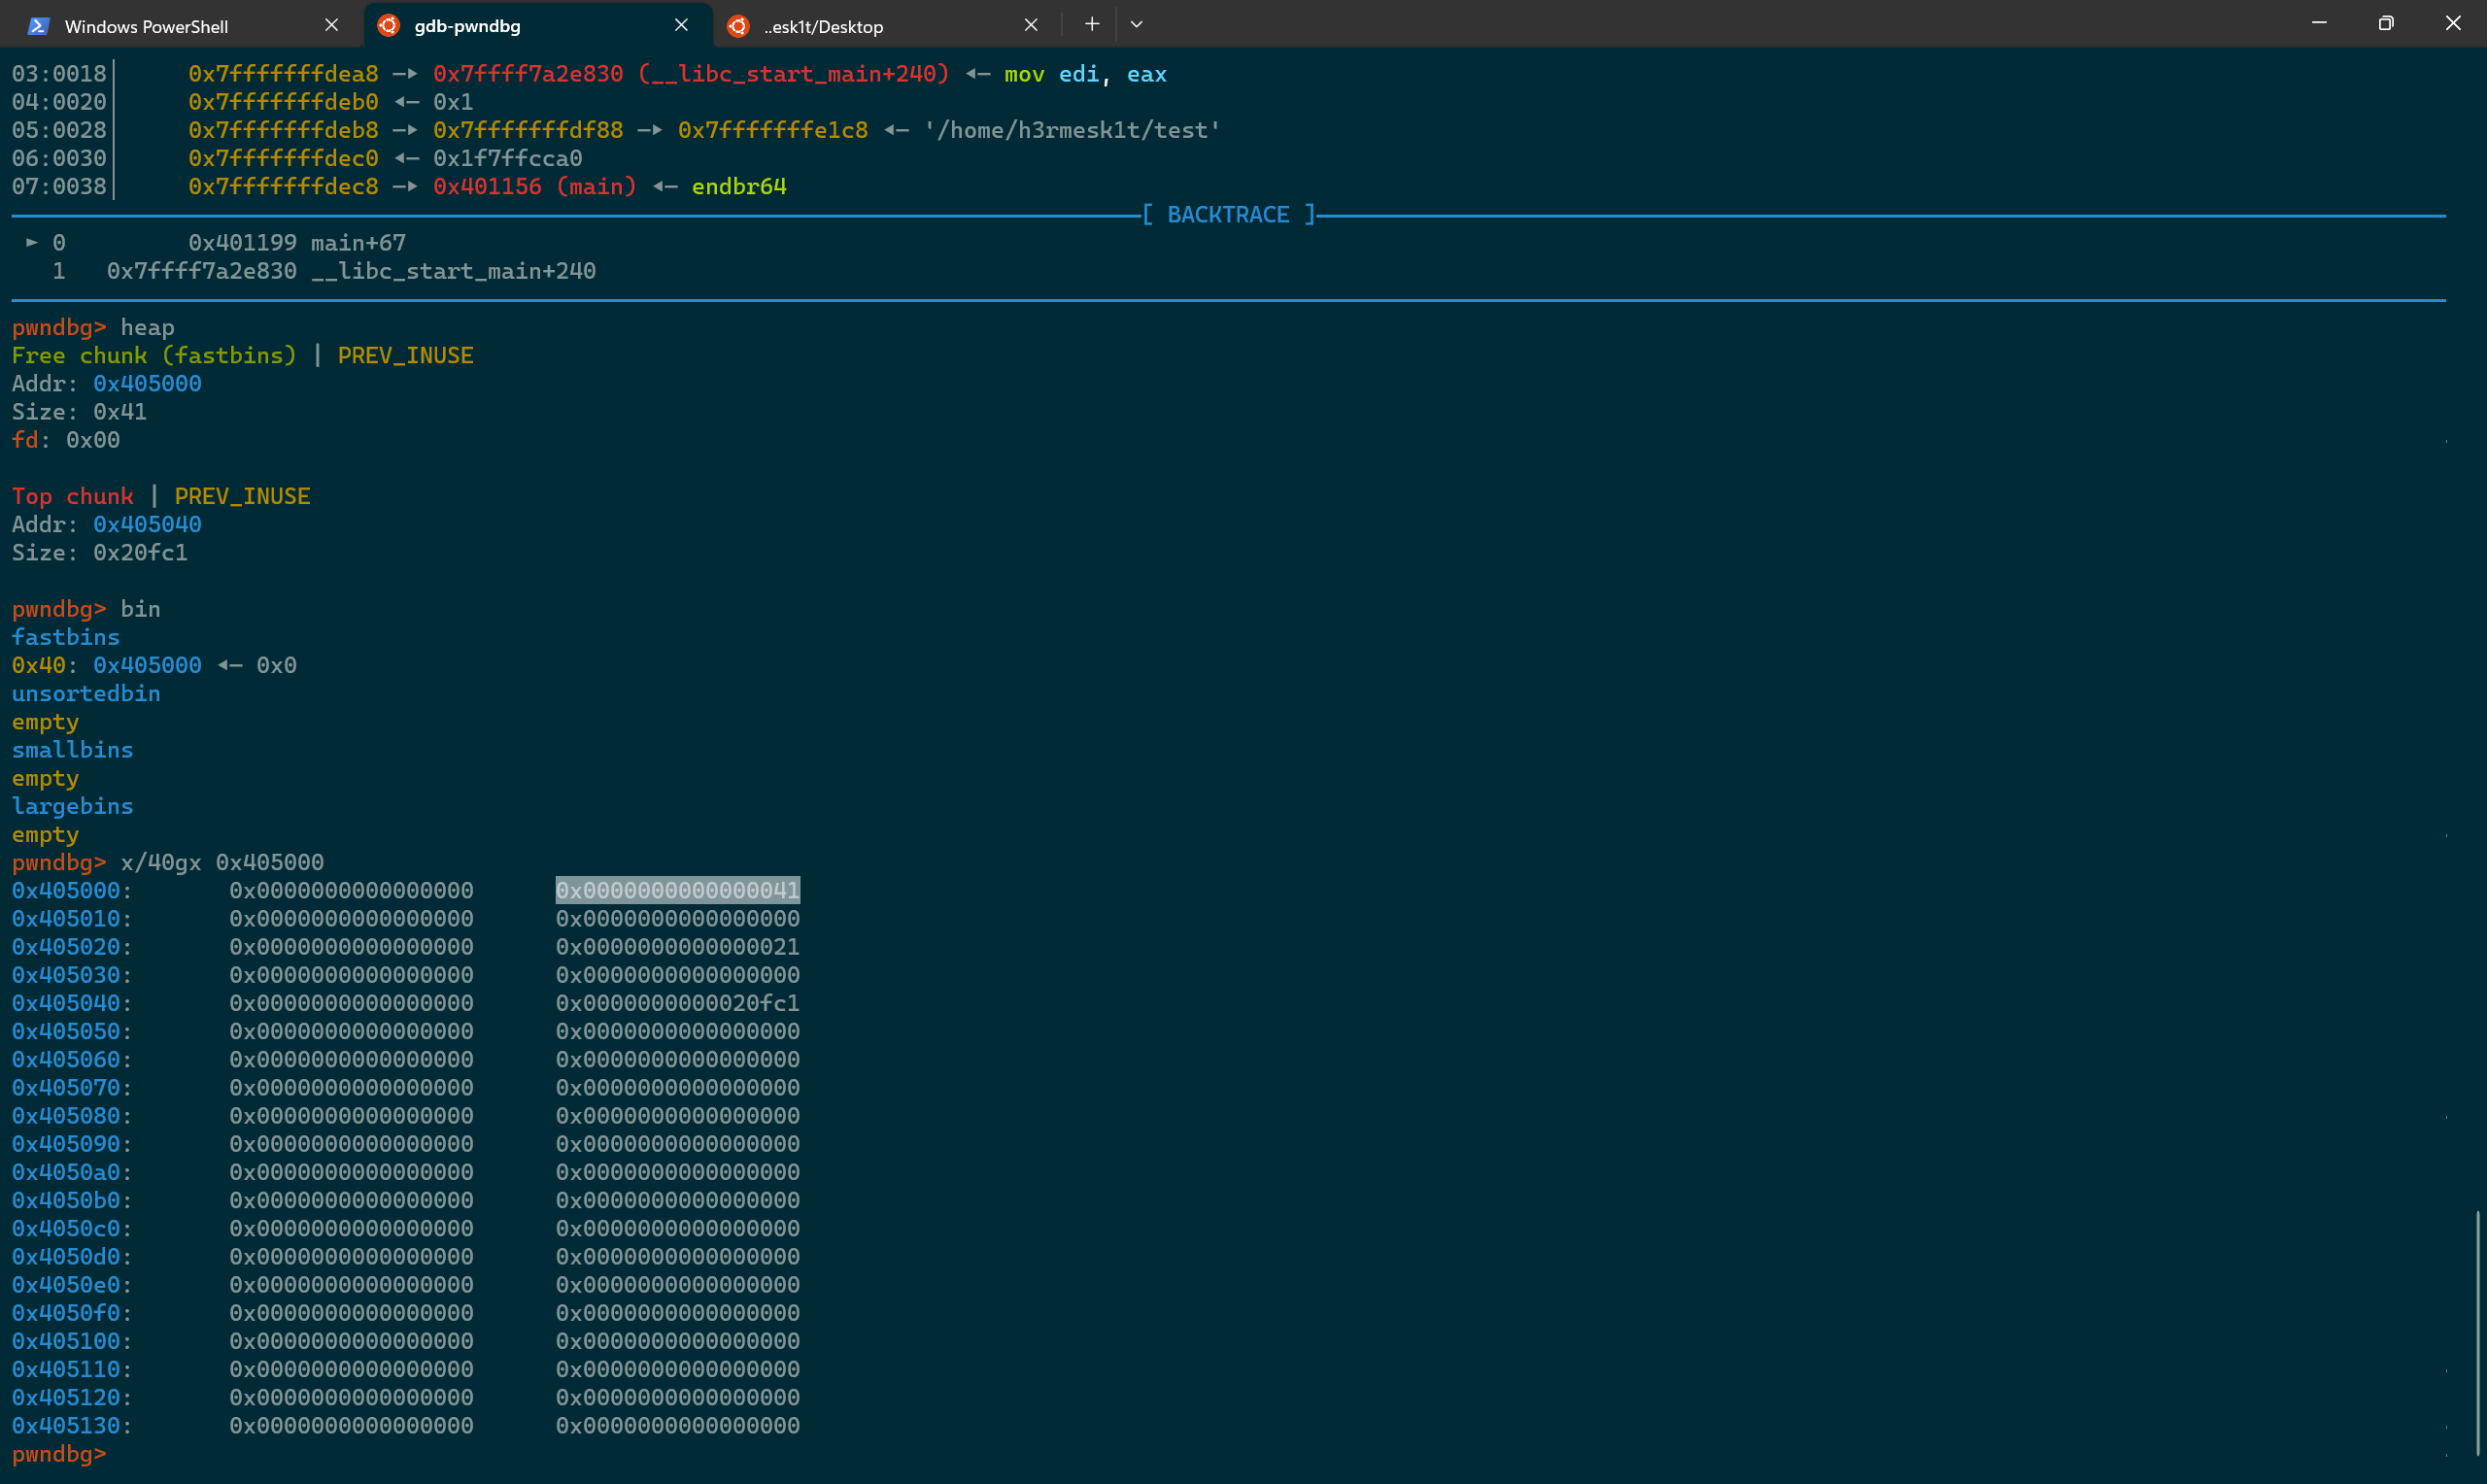 Windows PowerShell
gdb-pwndbg
..esk1t/Desktop
03:0018│ 0x7fffffffdea8 —▸ 0x7ffff7a2e830 (__libc_start_main+240) ◂— mov edi, eax
04:0020│ 0x7fffffffdeb0 ◂— 0x1
05:0028│ 0x7fffffffdeb8 —▸ 0x7fffffffdf88 —▸ 0x7fffffffe1c8 ◂— '/home/h3rmesk1t/test'
06:0030│ 0x7fffffffdec0 ◂— 0x1f7ffcca0
07:0038│ 0x7fffffffdec8 —▸ 0x401156 (main) ◂— endbr64
[ BACKTRACE ]
► 0 0x401199 main+67
1 0x7ffff7a2e830 __libc_start_main+240
pwndbg> heap
Free chunk (fastbins) | PREV_INUSE
Addr: 0x405000
Size: 0x41
fd: 0x00
Top chunk | PREV_INUSE
Addr: 0x405040
Size: 0x20fc1
pwndbg> bin
fastbins
0x40: 0x405000 ◂— 0x0
unsortedbin
empty
smallbins
empty
largebins
empty
pwndbg> x/40gx 0x405000
0x405000: 0x0000000000000000 0x0000000000000041
0x405010: 0x0000000000000000 0x0000000000000000
0x405020: 0x0000000000000000 0x0000000000000021
0x405030: 0x0000000000000000 0x0000000000000000
0x405040: 0x0000000000000000 0x0000000000020fc1
0x405050: 0x0000000000000000 0x0000000000000000
0x405060: 0x0000000000000000 0x0000000000000000
0x405070: 0x0000000000000000 0x0000000000000000
0x405080: 0x0000000000000000 0x0000000000000000
0x405090: 0x0000000000000000 0x0000000000000000
0x4050a0: 0x0000000000000000 0x0000000000000000
0x4050b0: 0x0000000000000000 0x0000000000000000
0x4050c0: 0x0000000000000000 0x0000000000000000
0x4050d0: 0x0000000000000000 0x0000000000000000
0x4050e0: 0x0000000000000000 0x0000000000000000
0x4050f0: 0x0000000000000000 0x0000000000000000
0x405100: 0x0000000000000000 0x0000000000000000
0x405110: 0x0000000000000000 0x0000000000000000
0x405120: 0x0000000000000000 0x0000000000000000
0x405130: 0x0000000000000000 0x0000000000000000
pwndbg>